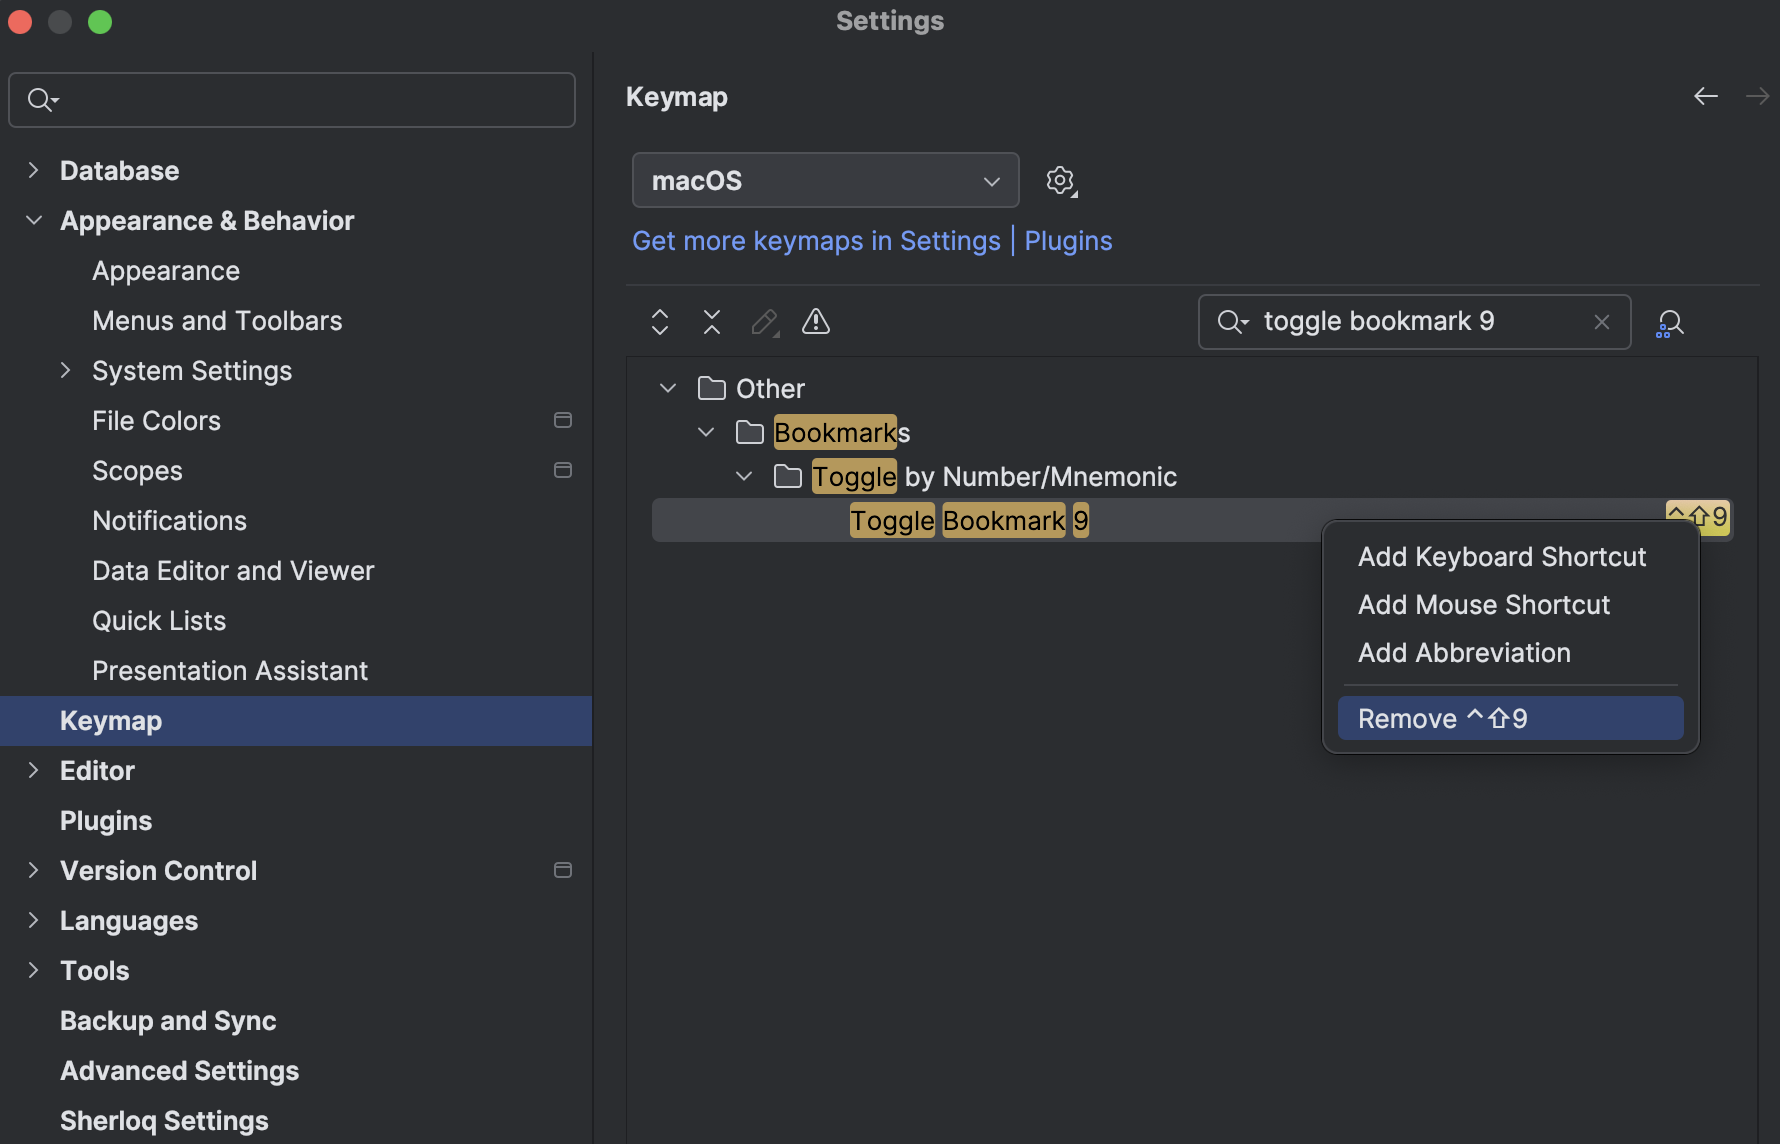 Settings
Database
Appearance & Behavior
Appearance
Menus and Toolbars
System Settings
File Colors
Scopes
Notifications
Data Editor and Viewer
Quick Lists
Presentation Assistant
Keymap
Editor
Plugins
Version Control
Languages
Tools
Backup and Sync
Advanced Settings
Sherloq Settings
Keymap
macOS
Get more keymaps in Settings | Plugins
toggle bookmark 9
Other
Bookmarks
Toggle by Number/Mnemonic
Toggle Bookmark 9 ⌃⇧9
Add Keyboard Shortcut
Add Mouse Shortcut
Add Abbreviation
Remove ⌃⇧9